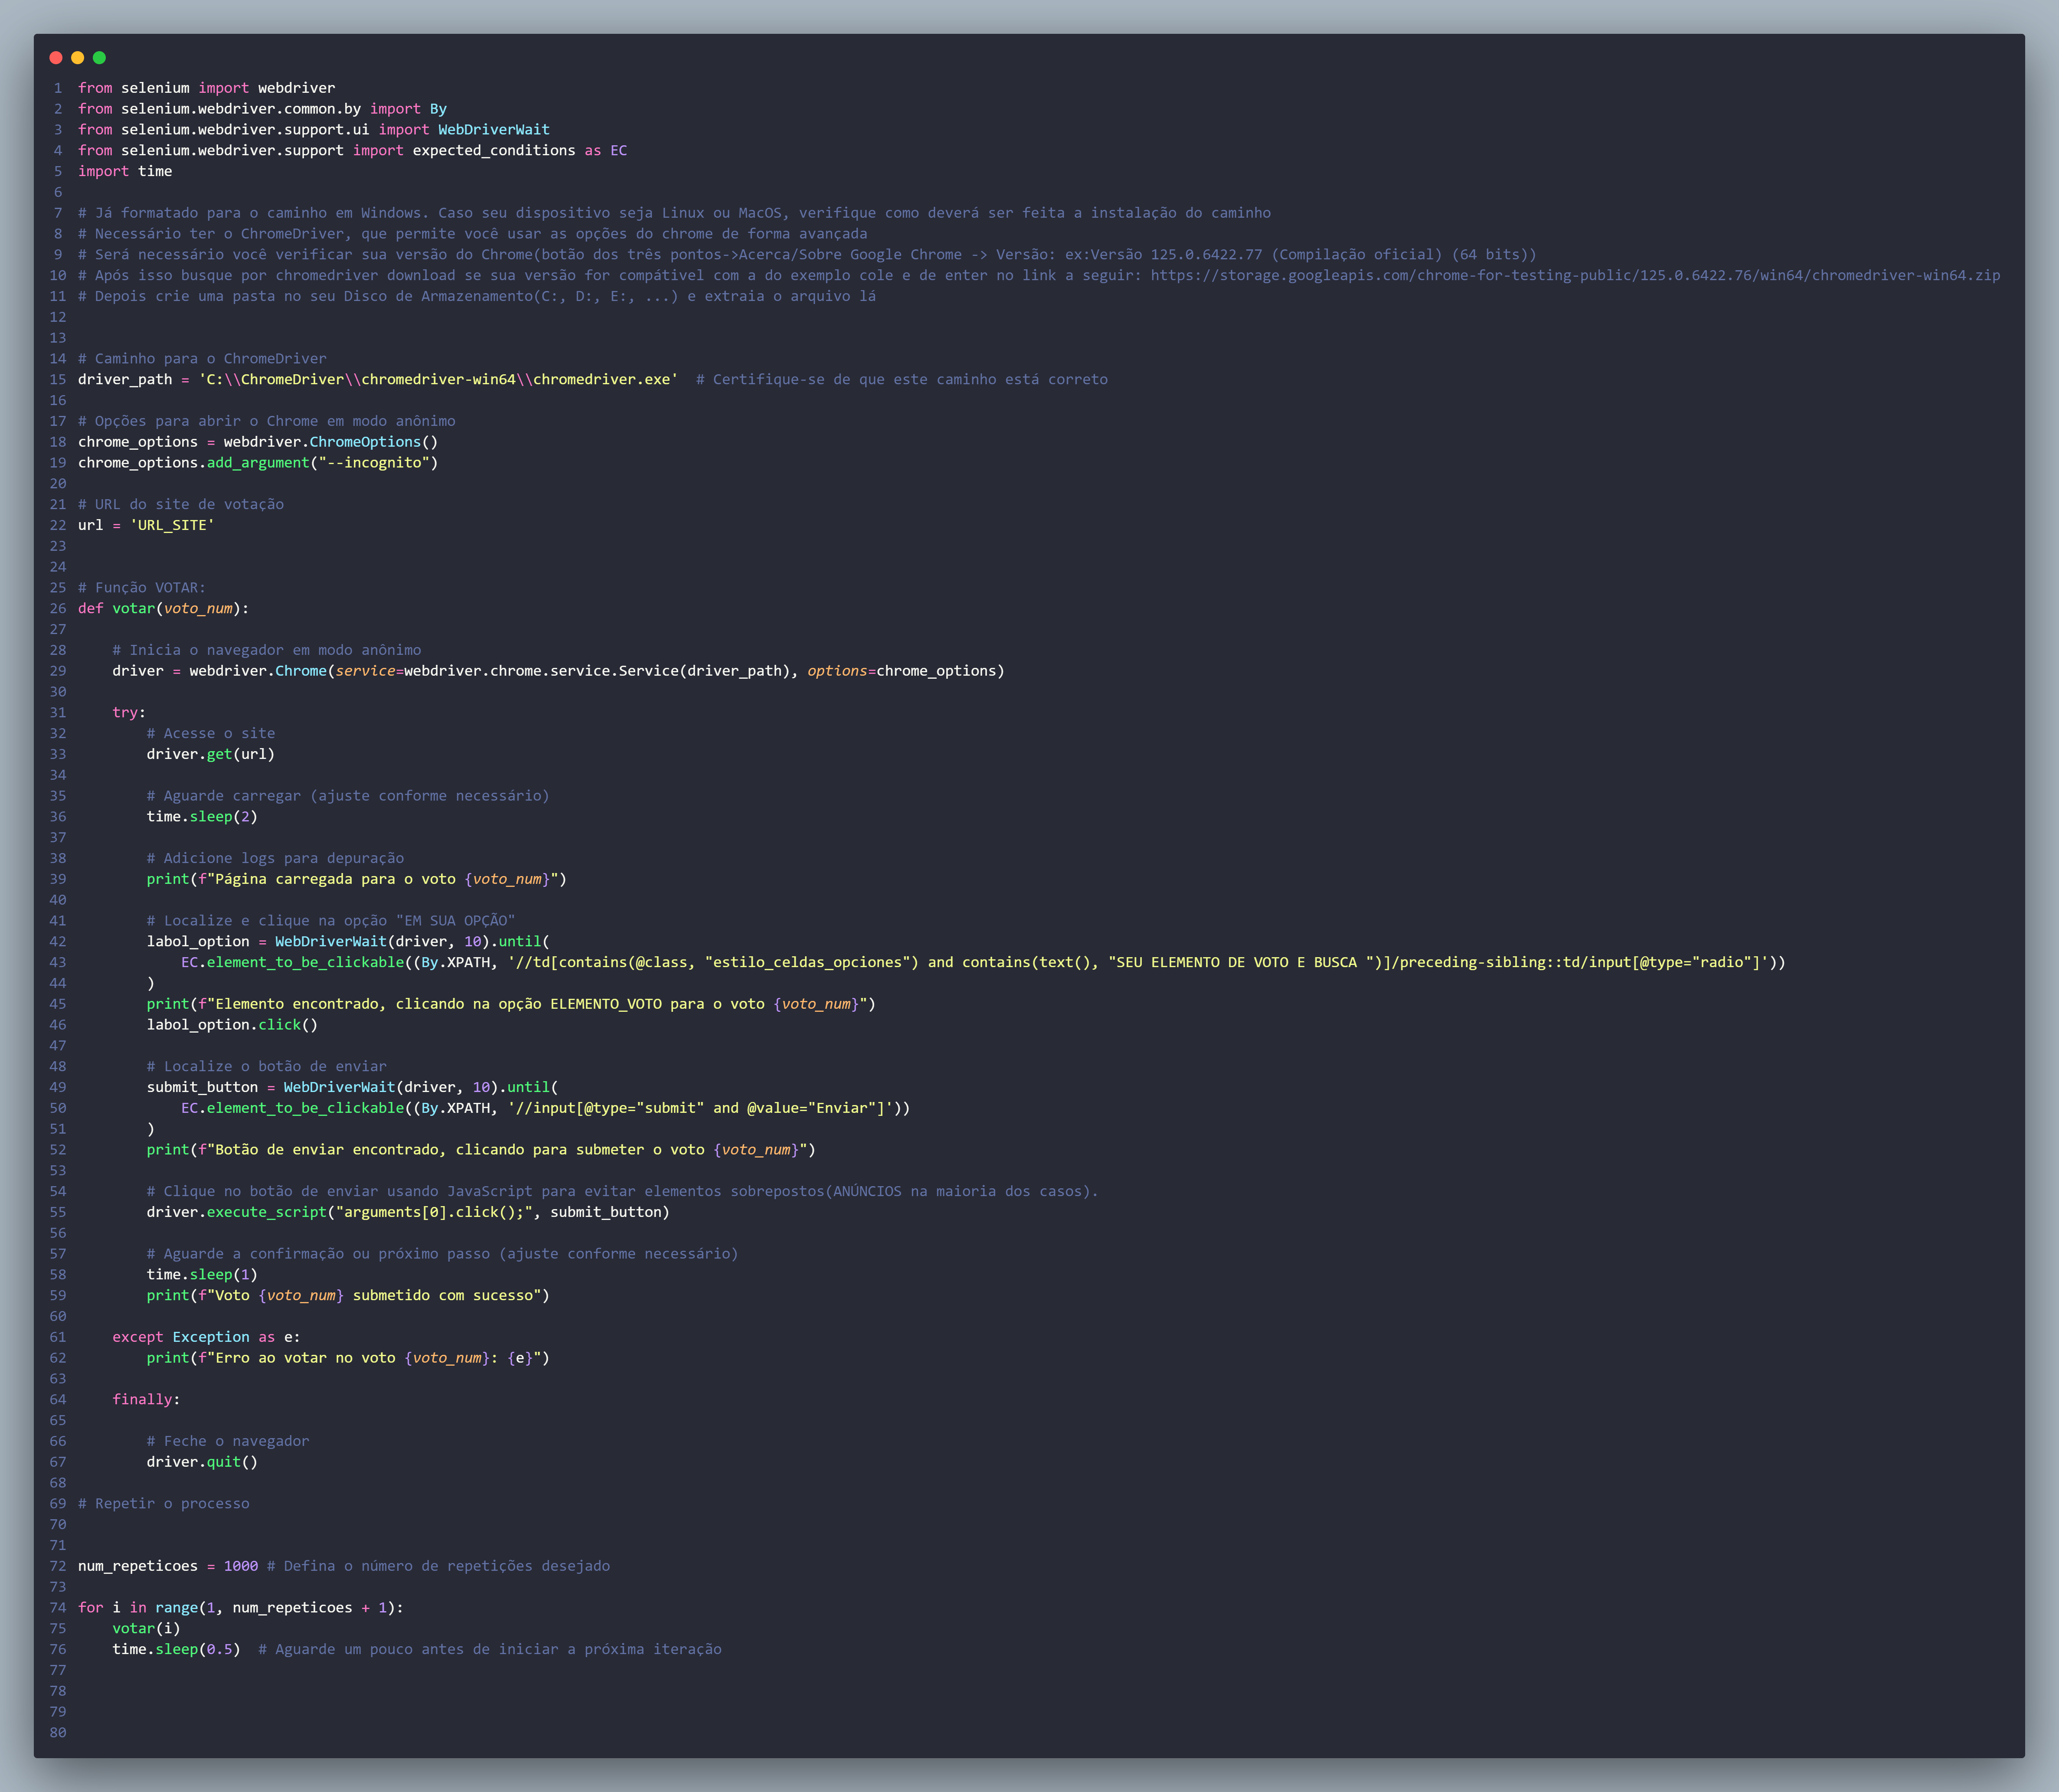 1 from selenium import webdriver
2 from selenium.webdriver.common.by import By
3 from selenium.webdriver.support.ui import WebDriverWait
4 from selenium.webdriver.support import expected_conditions as EC
5 import time
6
7 # Já formatado para o caminho em Windows. Caso seu dispositivo seja Linux ou MacOS, verifique como deverá ser feita a instalação do caminho
8 # Necessário ter o ChromeDriver, que permite você usar as opções do chrome de forma avançada
9 # Será necessário você verificar sua versão do Chrome(botão dos três pontos->Acerca/Sobre Google Chrome -> Versão: ex:Versão 125.0.6422.77 (Compilação oficial) (64 bits))
10 # Após isso busque por chromedriver download se sua versão for compátivel com a do exemplo cole e de enter no link a seguir: https://storage.googleapis.com/chrome-for-testing-public/125.0.6422.76/win64/chromedriver-win64.zip
11 # Depois crie uma pasta no seu Disco de Armazenamento(C:, D:, E:, ...) e extraia o arquivo lá
12
13
14 # Caminho para o ChromeDriver
15 driver_path = 'C:\\ChromeDriver\\chromedriver-win64\\chromedriver.exe'  # Certifique-se de que este caminho está correto
16
17 # Opções para abrir o Chrome em modo anônimo
18 chrome_options = webdriver.ChromeOptions()
19 chrome_options.add_argument("--incognito")
20
21 # URL do site de votação
22 url = 'URL_SITE'
23
24
25 # Função VOTAR:
26 def votar(voto_num):
27
28     # Inicia o navegador em modo anônimo
29     driver = webdriver.Chrome(service=webdriver.chrome.service.Service(driver_path), options=chrome_options)
30
31     try:
32         # Acesse o site
33         driver.get(url)
34
35         # Aguarde carregar (ajuste conforme necessário)
36         time.sleep(2)
37
38         # Adicione logs para depuração
39         print(f"Página carregada para o voto {voto_num}")
40
41         # Localize e clique na opção "EM SUA OPÇÃO"
42         labol_option = WebDriverWait(driver, 10).until(
43             EC.element_to_be_clickable((By.XPATH, '//td[contains(@class, "estilo_celdas_opciones") and contains(text(), "SEU ELEMENTO DE VOTO E BUSCA ")]/preceding-sibling::td/input[@type="radio"]'))
44         )
45         print(f"Elemento encontrado, clicando na opção ELEMENTO_VOTO para o voto {voto_num}")
46         labol_option.click()
47
48         # Localize o botão de enviar
49         submit_button = WebDriverWait(driver, 10).until(
50             EC.element_to_be_clickable((By.XPATH, '//input[@type="submit" and @value="Enviar"]'))
51         )
52         print(f"Botão de enviar encontrado, clicando para submeter o voto {voto_num}")
53
54         # Clique no botão de enviar usando JavaScript para evitar elementos sobrepostos(ANÚNCIOS na maioria dos casos).
55         driver.execute_script("arguments[0].click();", submit_button)
56
57         # Aguarde a confirmação ou próximo passo (ajuste conforme necessário)
58         time.sleep(1)
59         print(f"Voto {voto_num} submetido com sucesso")
60
61     except Exception as e:
62         print(f"Erro ao votar no voto {voto_num}: {e}")
63
64     finally:
65
66         # Feche o navegador
67         driver.quit()
68
69 # Repetir o processo
70
71
72 num_repeticoes = 1000 # Defina o número de repetições desejado
73
74 for i in range(1, num_repeticoes + 1):
75     votar(i)
76     time.sleep(0.5)  # Aguarde um pouco antes de iniciar a próxima iteração
77
78
79
80